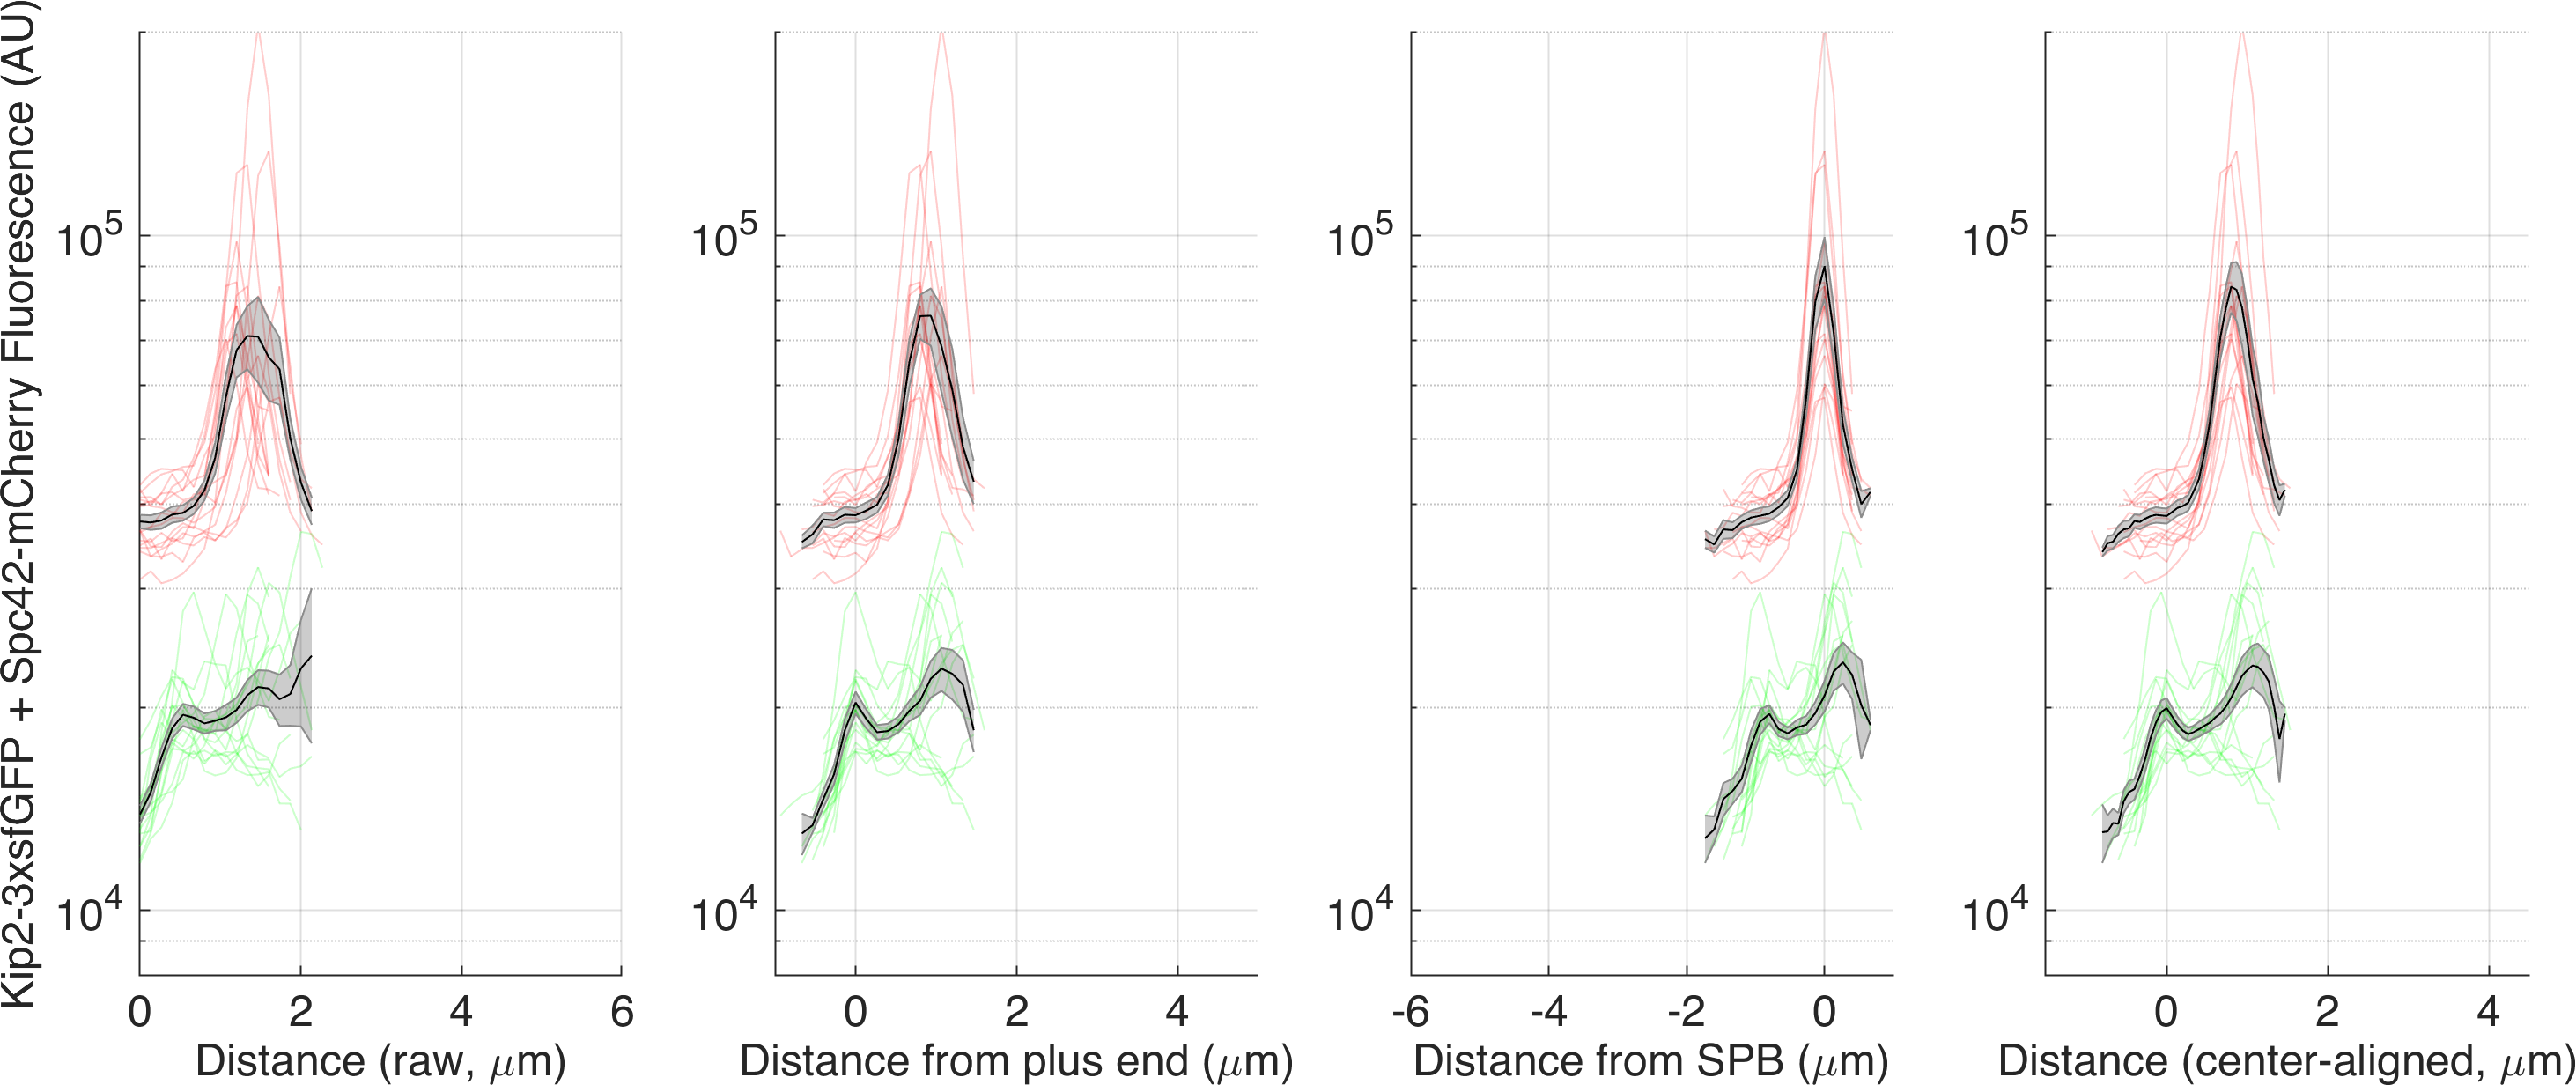 Kip2-3xsfGFP + Spc42-mCherry Fluorescence (AU)
10^5
10^4
0 2 4 6
Distance (raw, μm)
10^5
10^4
0 2 4
Distance from plus end (μm)
10^5
10^4
-6 -4 -2 0
Distance from SPB (μm)
10^5
10^4
0 2 4
Distance (center-aligned, μm)